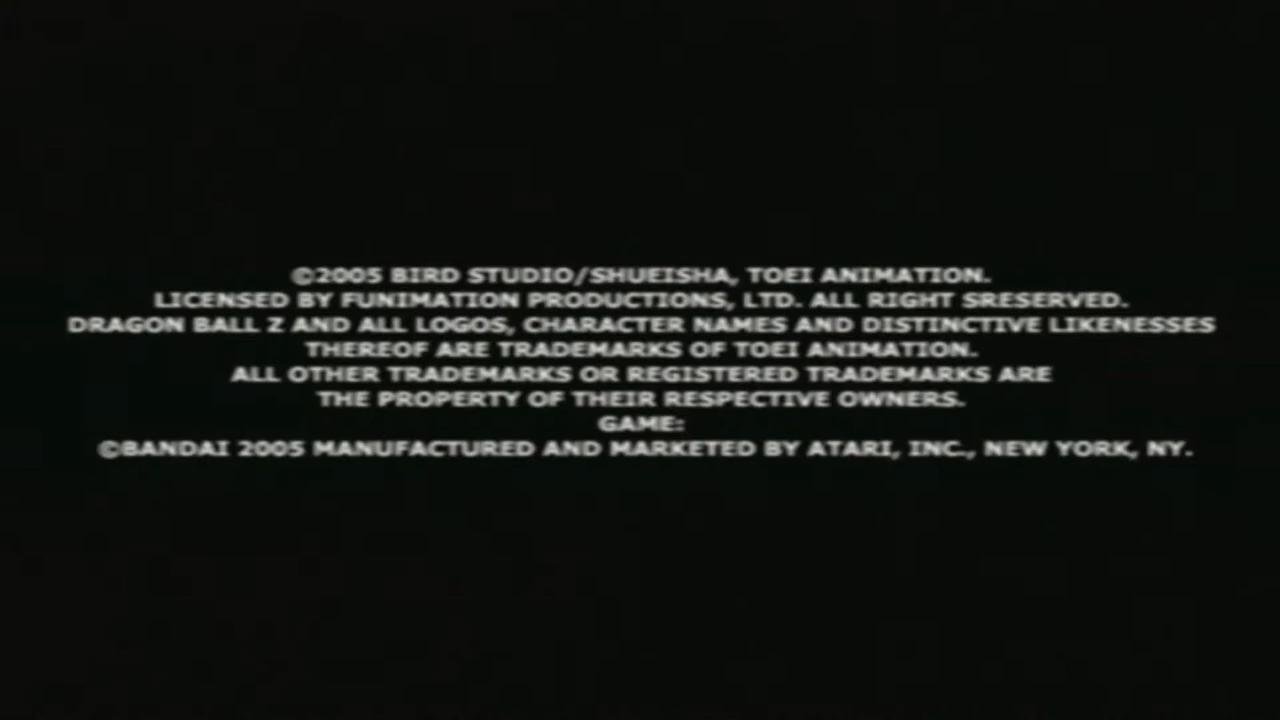 ©2005 BIRD STUDIO/SHUEISHA, TOEI ANIMATION.
LICENSED BY FUNIMATION PRODUCTIONS, LTD. ALL RIGHT SRESERVED.
DRAGON BALL Z AND ALL LOGOS, CHARACTER NAMES AND DISTINCTIVE LIKENESSES
THEREOF ARE TRADEMARKS OF TOEI ANIMATION.
ALL OTHER TRADEMARKS OR REGISTERED TRADEMARKS ARE
THE PROPERTY OF THEIR RESPECTIVE OWNERS.
GAME:
©BANDAI 2005 MANUFACTURED AND MARKETED BY ATARI, INC., NEW YORK, NY.